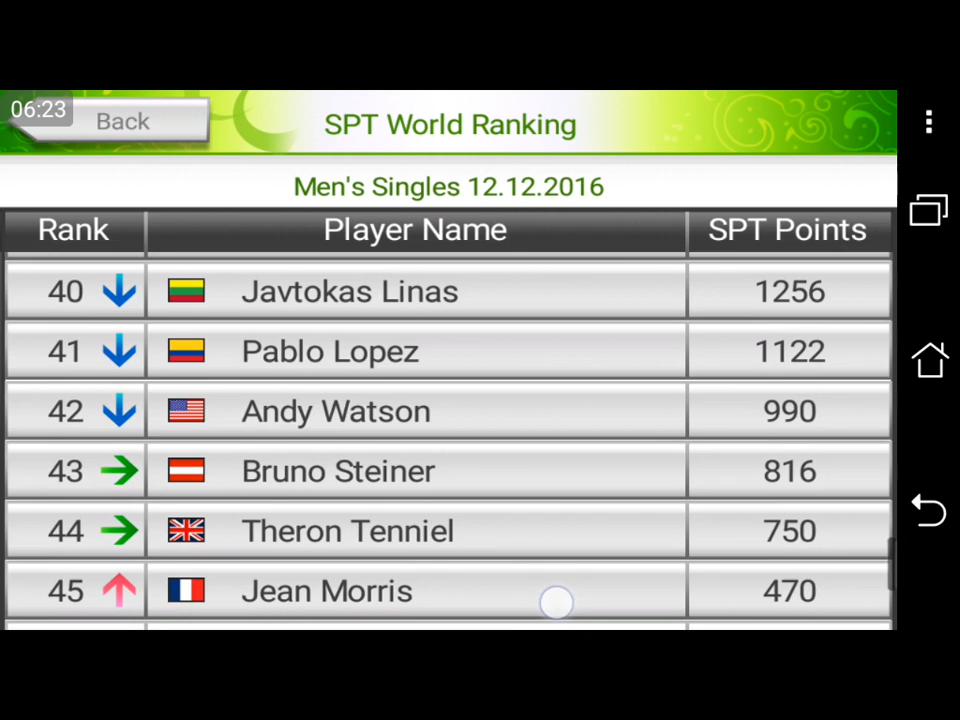 06:23
Back
SPT World Ranking
Men's Singles 12.12.2016
Rank Player Name SPT Points
40 Javtokas Linas 1256
41 Pablo Lopez 1122
42 Andy Watson 990
43 Bruno Steiner 816
44 Theron Tenniel 750
45 Jean Morris 470